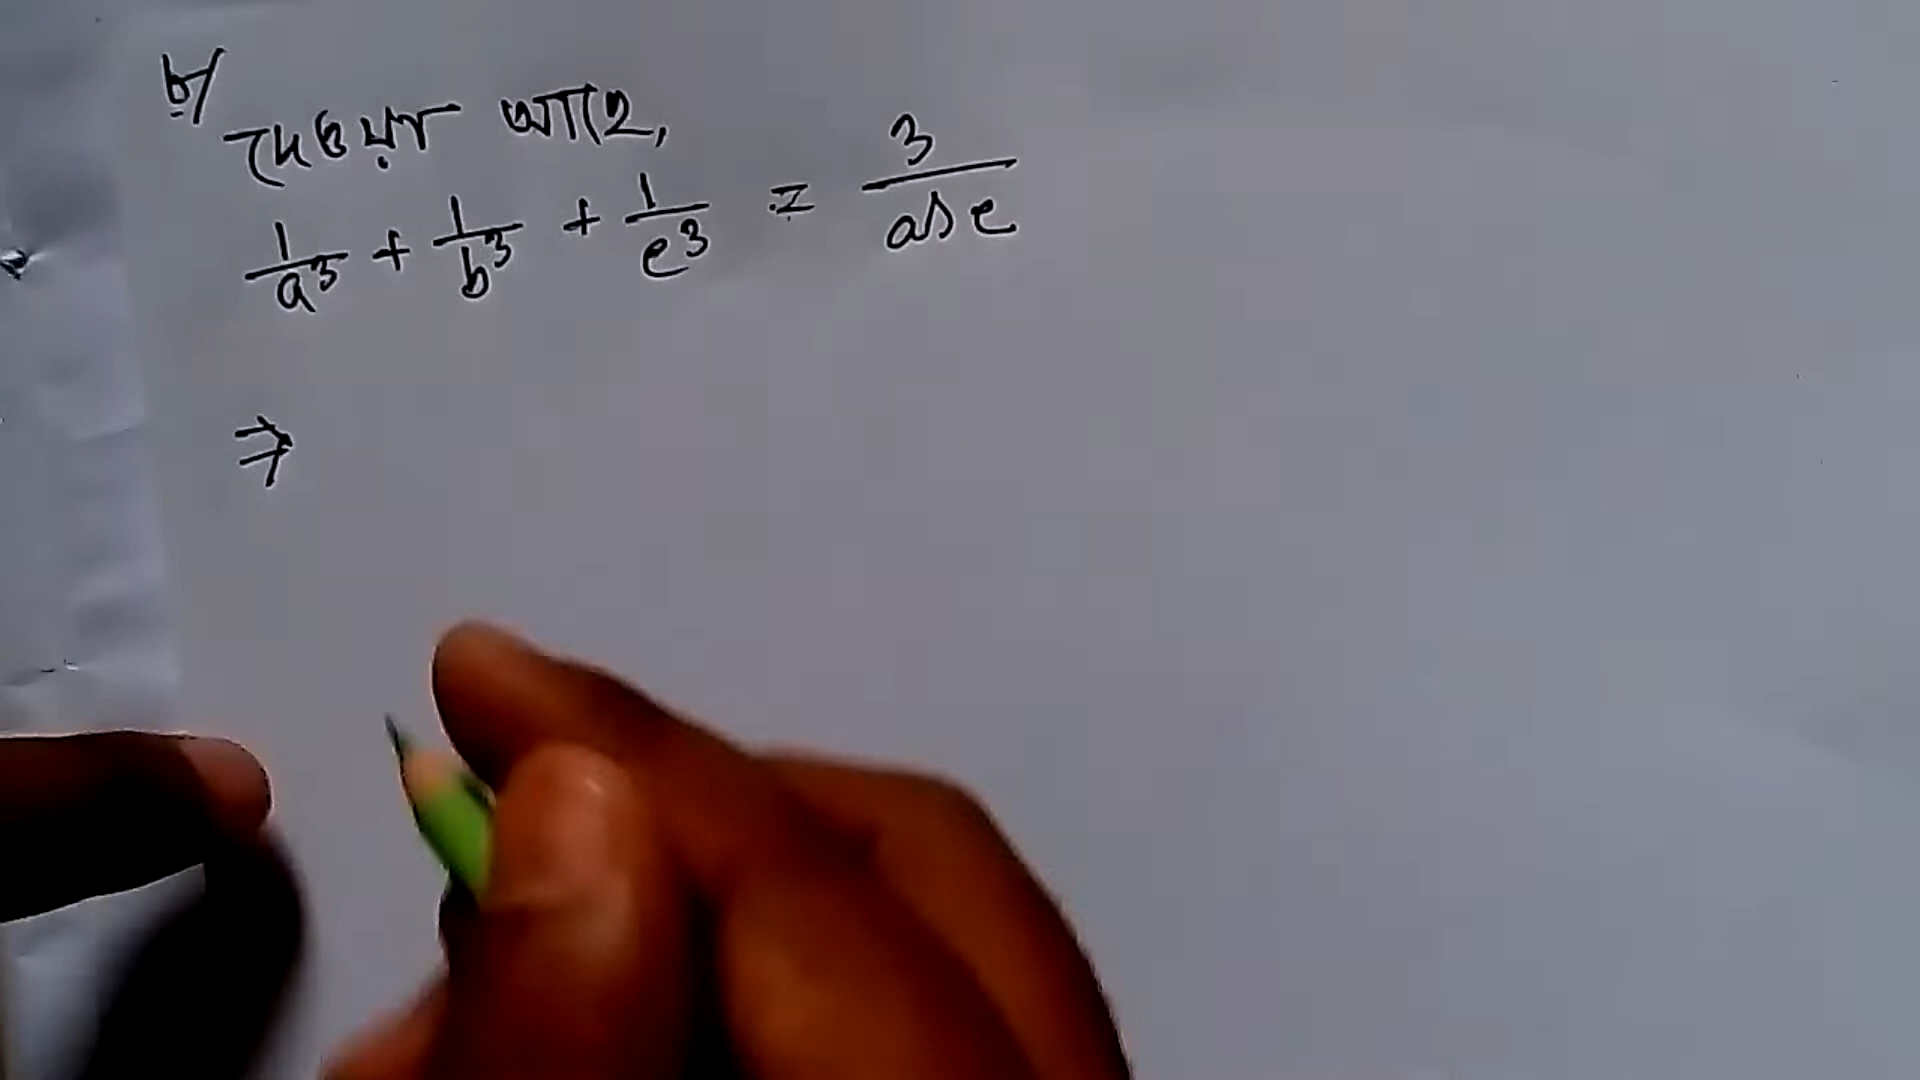 b/
দেওয়া আছে,
1/a³ + 1/b³ + 1/c³ = 3/abc
⇒